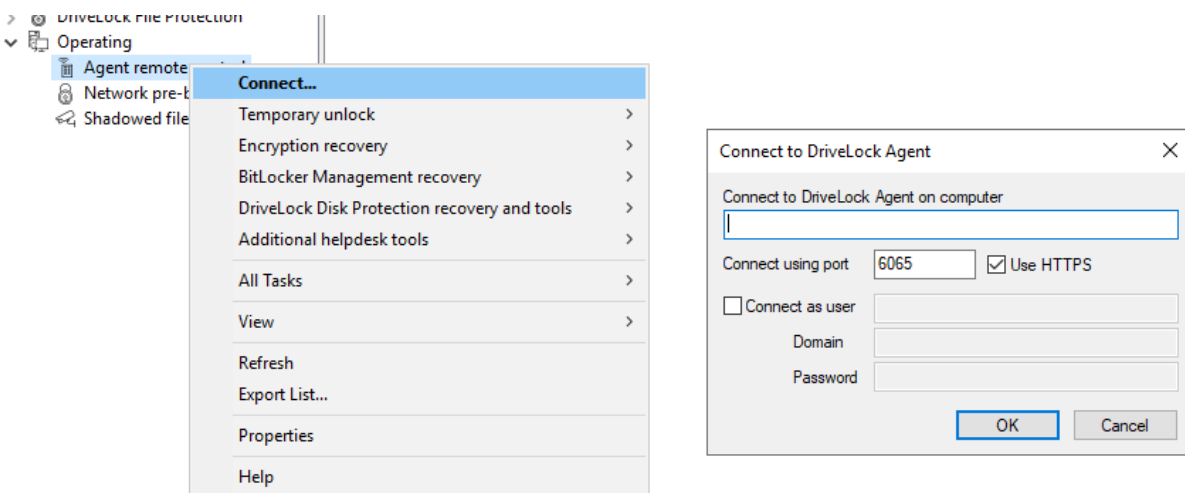 DriveLock File Protection
Operating
Agent remote
Network pre-b
Shadowed file
Connect...
Temporary unlock
Encryption recovery
BitLocker Management recovery
DriveLock Disk Protection recovery and tools
Additional helpdesk tools
All Tasks
View
Refresh
Export List...
Properties
Help
Connect to DriveLock Agent
Connect to DriveLock Agent on computer
Connect using port 6065 Use HTTPS
Connect as user
Domain
Password
OK Cancel